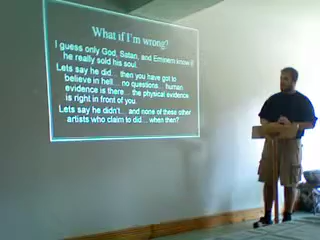 What if I'm wrong?
I guess only God, Satan, and Eminem know if
he really sold his soul.
Lets say he did... then you have got to
believe in hell... no questions... human
evidence is there... the physical evidence
is right in front of you.
Lets say he didn't... and none of these other
artists who claim to did... when then?